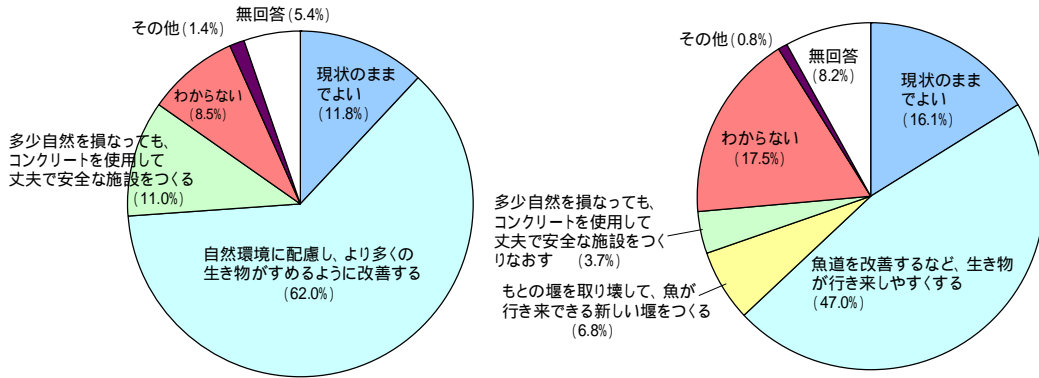 無回答(5.4%)
その他(1.4%)
現状のまま
でよい
(11.8%)
わからない
(8.5%)
多少自然を損なっても、
コンクリートを使用して
丈夫で安全な施設をつくる
(11.0%)
自然環境に配慮し、より多くの
生き物がすめるように改善する
(62.0%)
その他(0.8%)
無回答
(8.2%)
現状のまま
でよい
(16.1%)
わからない
(17.5%)
多少自然を損なっても、
コンクリートを使用して
丈夫で安全な施設をつく
りなおす (3.7%)
もとの堰を取り壊して、魚が
行き来できる新しい堰をつくる
(6.8%)
魚道を改善するなど、生き物
が行き来しやすくする
(47.0%)